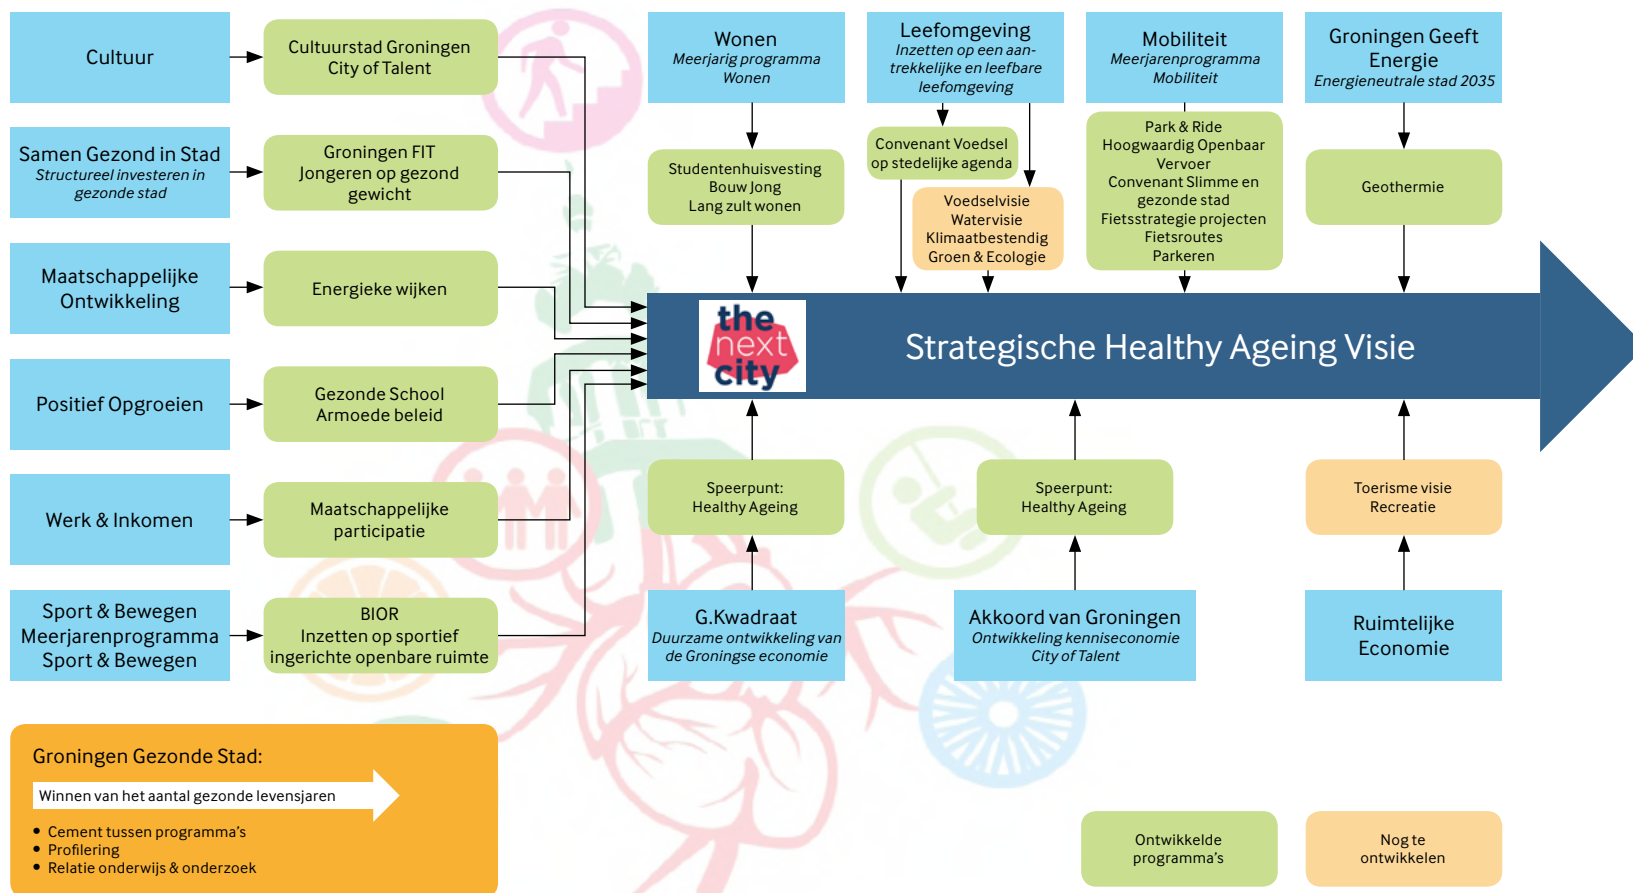 Cultuur
Cultuurstad Groningen
City of Talent
Samen Gezond in Stad
Structureel investeren in
gezonde stad
Groningen FIT
Jongeren op gezond
gewicht
Maatschappelijke
Ontwikkeling
Energieke wijken
Positief Opgroeien
Gezonde School
Armoede beleid
Werk & Inkomen
Maatschappelijke
participatie
Sport & Bewegen
Meerjarenprogramma
Sport & Bewegen
BIOR
Inzetten op sportief
ingerichte openbare ruimte
Wonen
Meerjarig programma
Wonen
Studentenhuisvesting
Bouw Jong
Lang zult wonen
Leefomgeving
Inzetten op een aan-
trekkelijke en leefbare
leefomgeving
Convenant Voedsel
op stedelijke agenda
Voedselvisie
Watervisie
Klimaatbestendig
Groen & Ecologie
Mobiliteit
Meerjarenprogramma
Mobiliteit
Park & Ride
Hoogwaardig Openbaar
Vervoer
Convenant Slimme en
gezonde stad
Fietsstrategie projecten
Fietsroutes
Parkeren
Groningen Geeft
Energie
Energieneutrale stad 2035
Geothermie
the
next
city
Strategische Healthy Ageing Visie
Speerpunt:
Healthy Ageing
G.Kwadraat
Duurzame ontwikkeling van
de Groningse economie
Speerpunt:
Healthy Ageing
Akkoord van Groningen
Ontwikkeling kenniseconomie
City of Talent
Toerisme visie
Recreatie
Ruimtelijke
Economie
Groningen Gezonde Stad:
Winnen van het aantal gezonde levensjaren
• Cement tussen programma's
• Profilering
• Relatie onderwijs & onderzoek
Ontwikkelde
programma's
Nog te
ontwikkelen